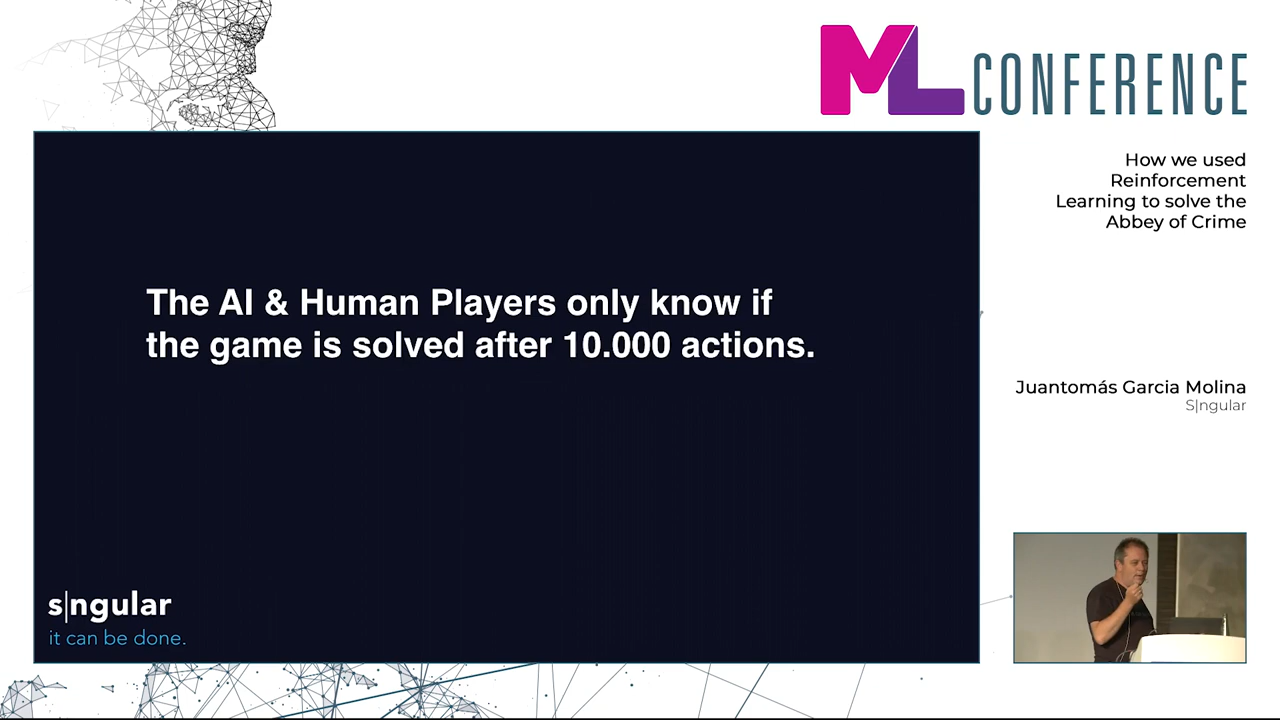 ML CONFERENCE
How we used
Reinforcement
Learning to solve the
Abbey of Crime
The AI & Human Players only know if
the game is solved after 10.000 actions.
Juantomás Garcia Molina
S|ngular
s|ngular
it can be done.